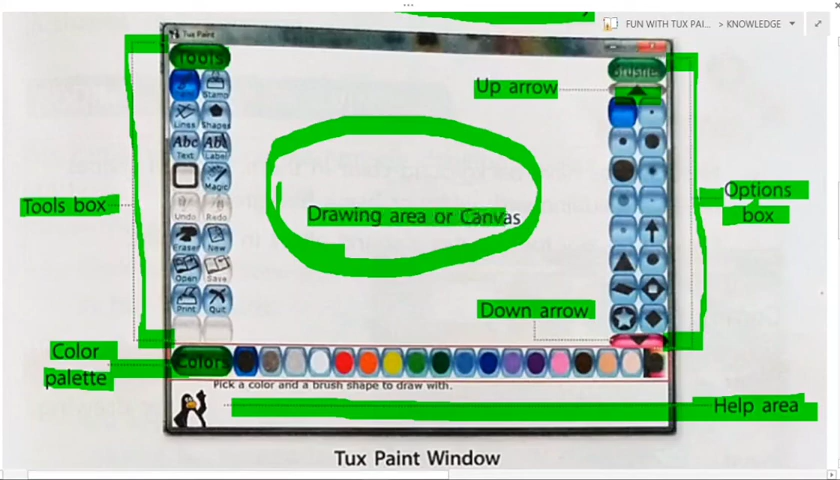 FUN WITH TUX PAI... > KNOWLEDGE
Tux Paint
Tools
Brushes
Up arrow
Stamp
Lines Shapes
Abc Abc
Text Label
Magic
Undo Redo
Eraser New
Open Save
Print Quit
Tools box
Options
box
Drawing area or Canvas
Down arrow
Color
palette
Colors
Pick a color and a brush shape to draw with.
Help area
Tux Paint Window